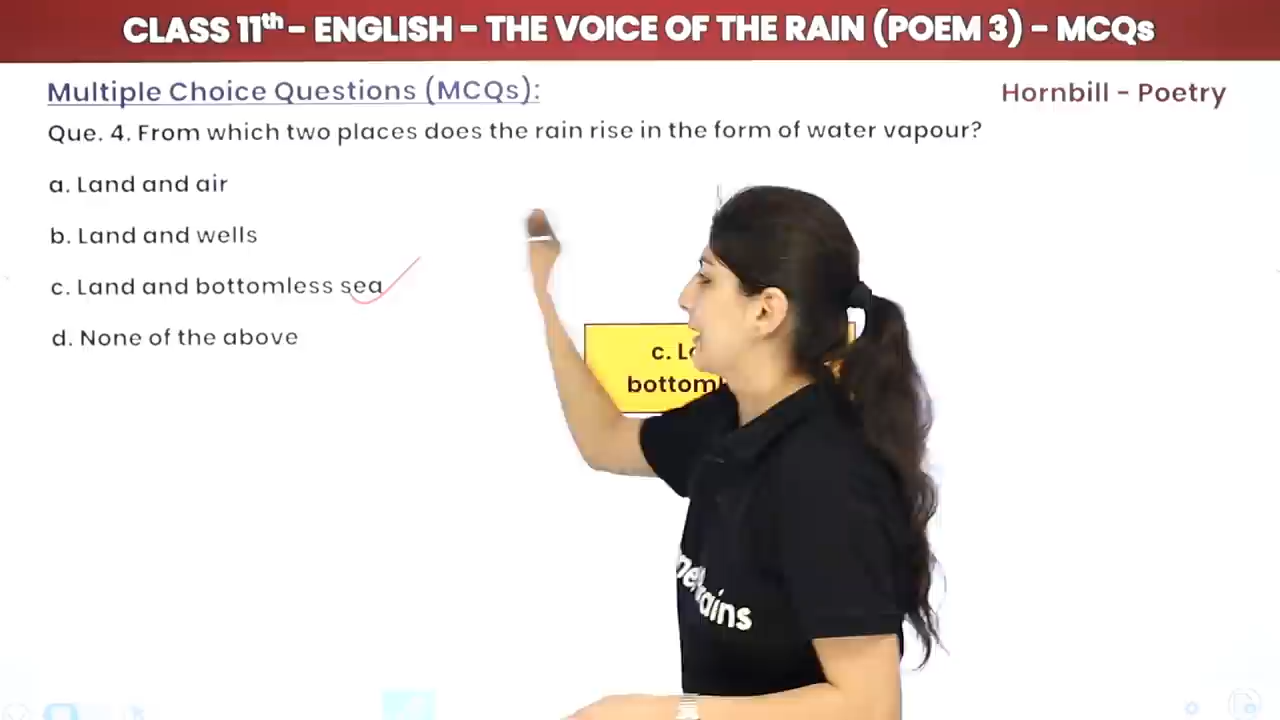 CLASS 11th - ENGLISH - THE VOICE OF THE RAIN (POEM 3) - MCQs
Multiple Choice Questions (MCQs):
Hornbill - Poetry
Que. 4. From which two places does the rain rise in the form of water vapour?
a. Land and air
b. Land and wells
c. Land and bottomless sea
d. None of the above
c.